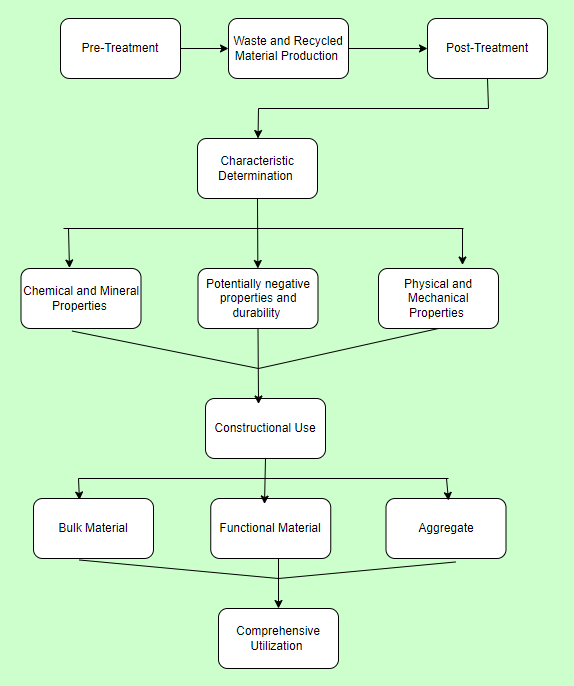 Pre-Treatment
Waste and Recycled
Material Production
Post-Treatment
Characteristic
Determination
Chemical and Mineral
Properties
Potentially negative
properties and
durability
Physical and
Mechanical
Properties
Constructional Use
Bulk Material
Functional Material
Aggregate
Comprehensive
Utilization